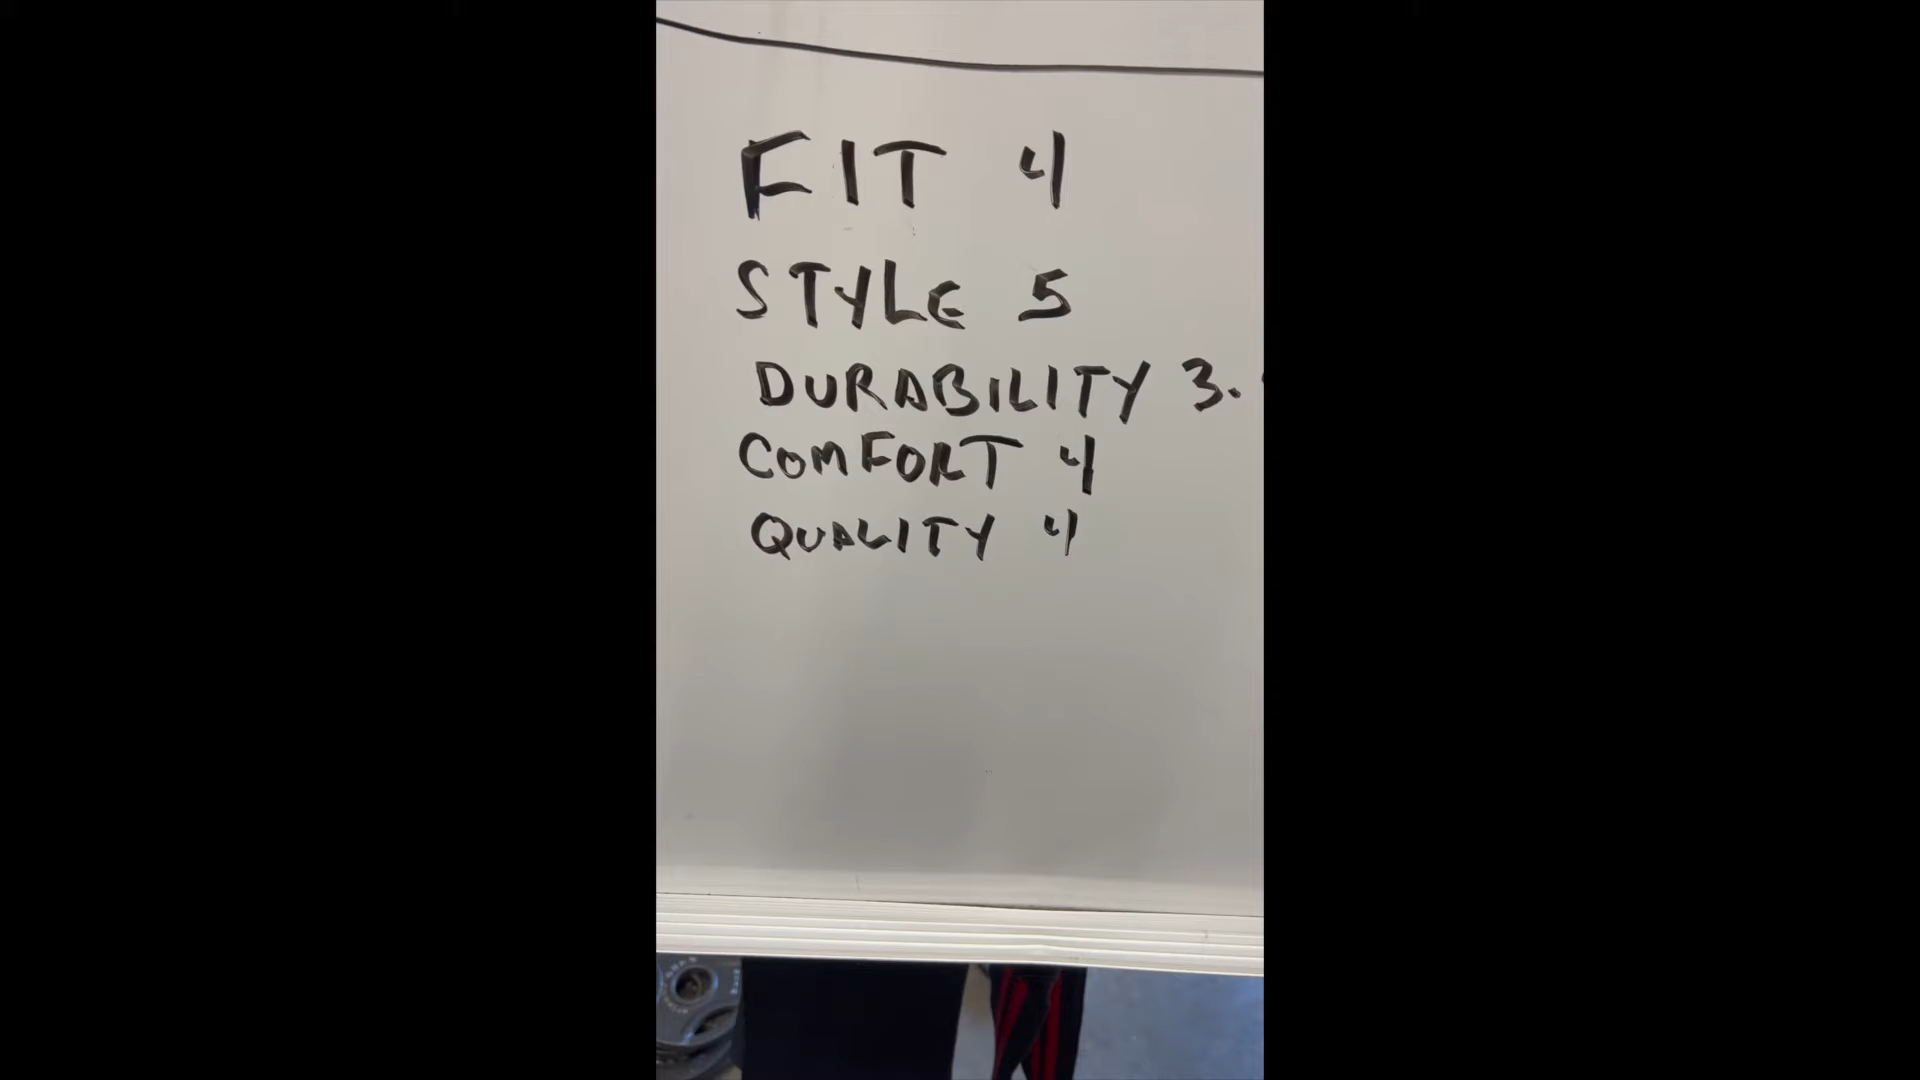 FIT 4
STYLE 5
DURABILITY 3.
COMFORT 4
QUALITY 4